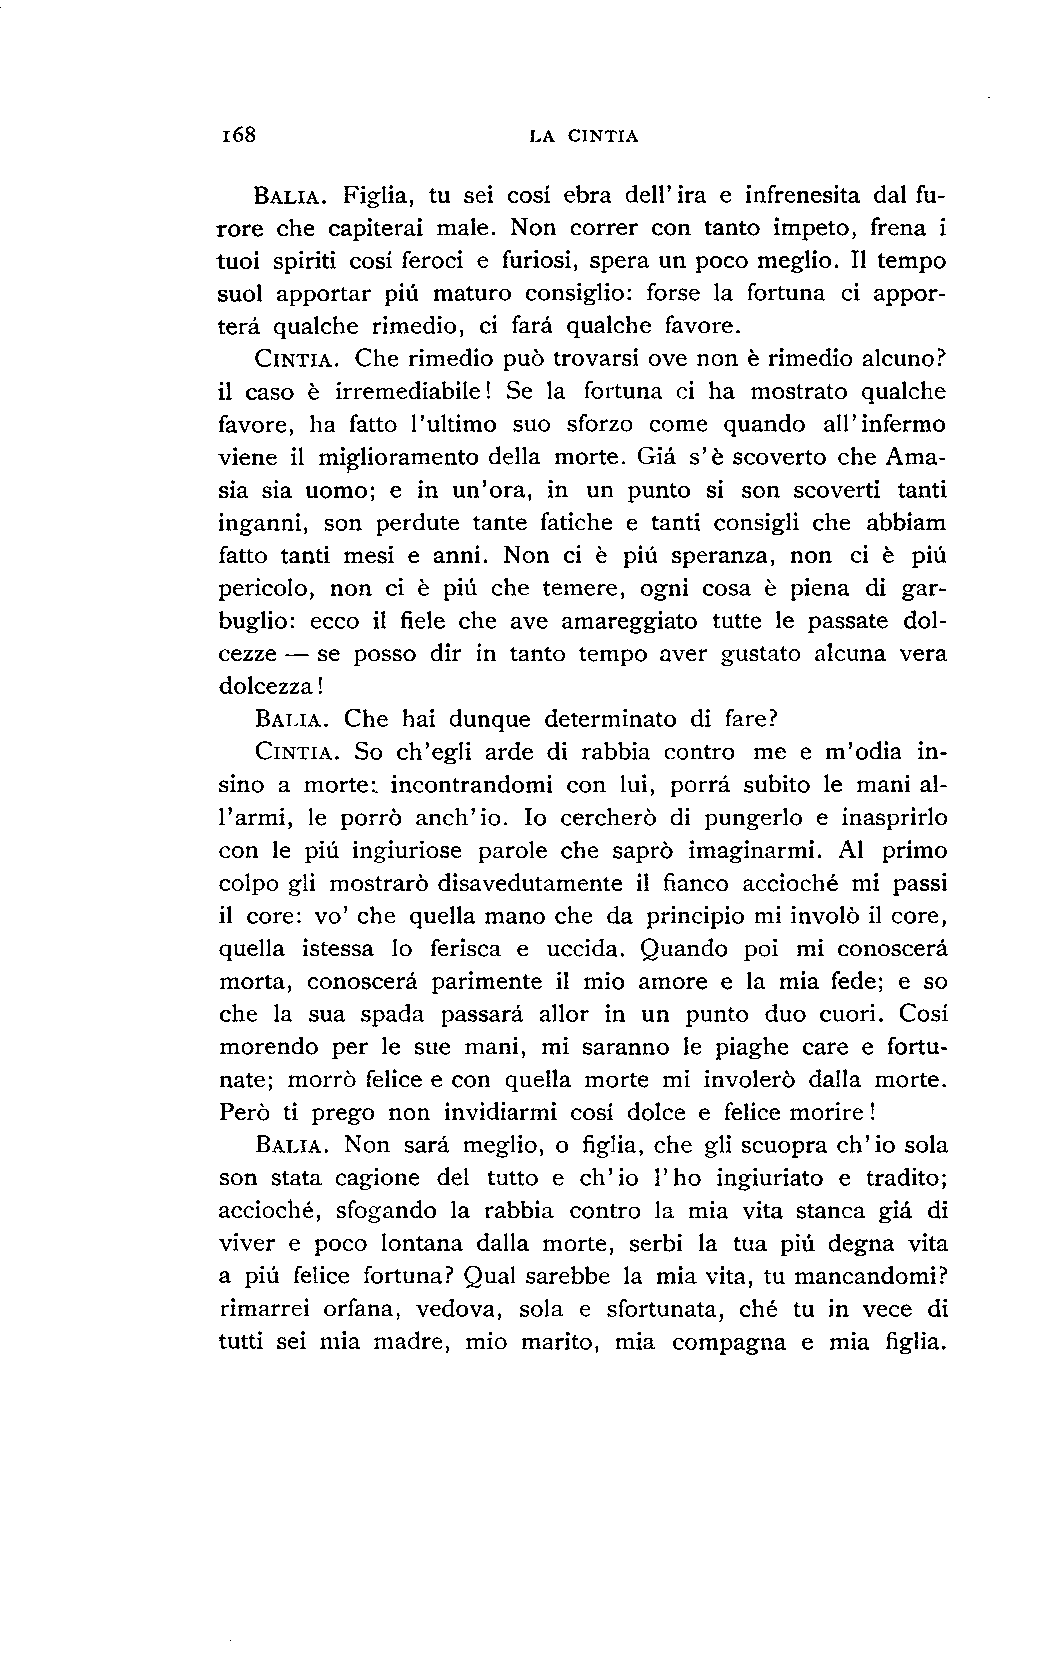 168 LA CINTIA
BALIA. Figlia, tu sei cosí ebra dell'ira e infrenesita dal fu-
rore che capiterai male. Non correr con tanto impeto, frena i
tuoi spiriti cosí feroci e furiosi, spera un poco meglio. Il tempo
suol apportar piú maturo consiglio: forse la fortuna ci appor-
terá qualche rimedio, ci fará qualche favore.
CINTIA. Che rimedio può trovarsi ove non è rimedio alcuno?
il caso è irremediabile! Se la fortuna ci ha mostrato qualche
favore, ha fatto l'ultimo suo sforzo come quando all'infermo
viene il miglioramento della morte. Giá s'è scoverto che Ama-
sia sia uomo; e in un'ora, in un punto si son scoverti tanti
inganni, son perdute tante fatiche e tanti consigli che abbiam
fatto tanti mesi e anni. Non ci è piú speranza, non ci è piú
pericolo, non ci è piú che temere, ogni cosa è piena di gar-
buglio: ecco il fiele che ave amareggiato tutte le passate dol-
cezze — se posso dir in tanto tempo aver gustato alcuna vera
dolcezza!
BALIA. Che hai dunque determinato di fare?
CINTIA. So ch'egli arde di rabbia contro me e m'odia in-
sino a morte: incontrandomi con lui, porrá subito le mani al-
l'armi, le porrò anch'io. Io cercherò di pungerlo e inasprirlo
con le piú ingiuriose parole che saprò imaginarmi. Al primo
colpo gli mostrarò disavedutamente il fianco accioché mi passi
il core: vo' che quella mano che da principio mi involò il core,
quella istessa lo ferisca e uccida. Quando poi mi conoscerá
morta, conoscerá parimente il mio amore e la mia fede; e so
che la sua spada passará allor in un punto duo cuori. Cosí
morendo per le sue mani, mi saranno le piaghe care e fortu-
nate; morrò felice e con quella morte mi involerò dalla morte.
Però ti prego non invidiarmi cosí dolce e felice morire!
BALIA. Non sará meglio, o figlia, che gli scuopra ch'io sola
son stata cagione del tutto e ch'io l'ho ingiuriato e tradito;
accioché, sfogando la rabbia contro la mia vita stanca giá di
viver e poco lontana dalla morte, serbi la tua piú degna vita
a piú felice fortuna? Qual sarebbe la mia vita, tu mancandomi?
rimarrei orfana, vedova, sola e sfortunata, ché tu in vece di
tutti sei mia madre, mio marito, mia compagna e mia figlia.